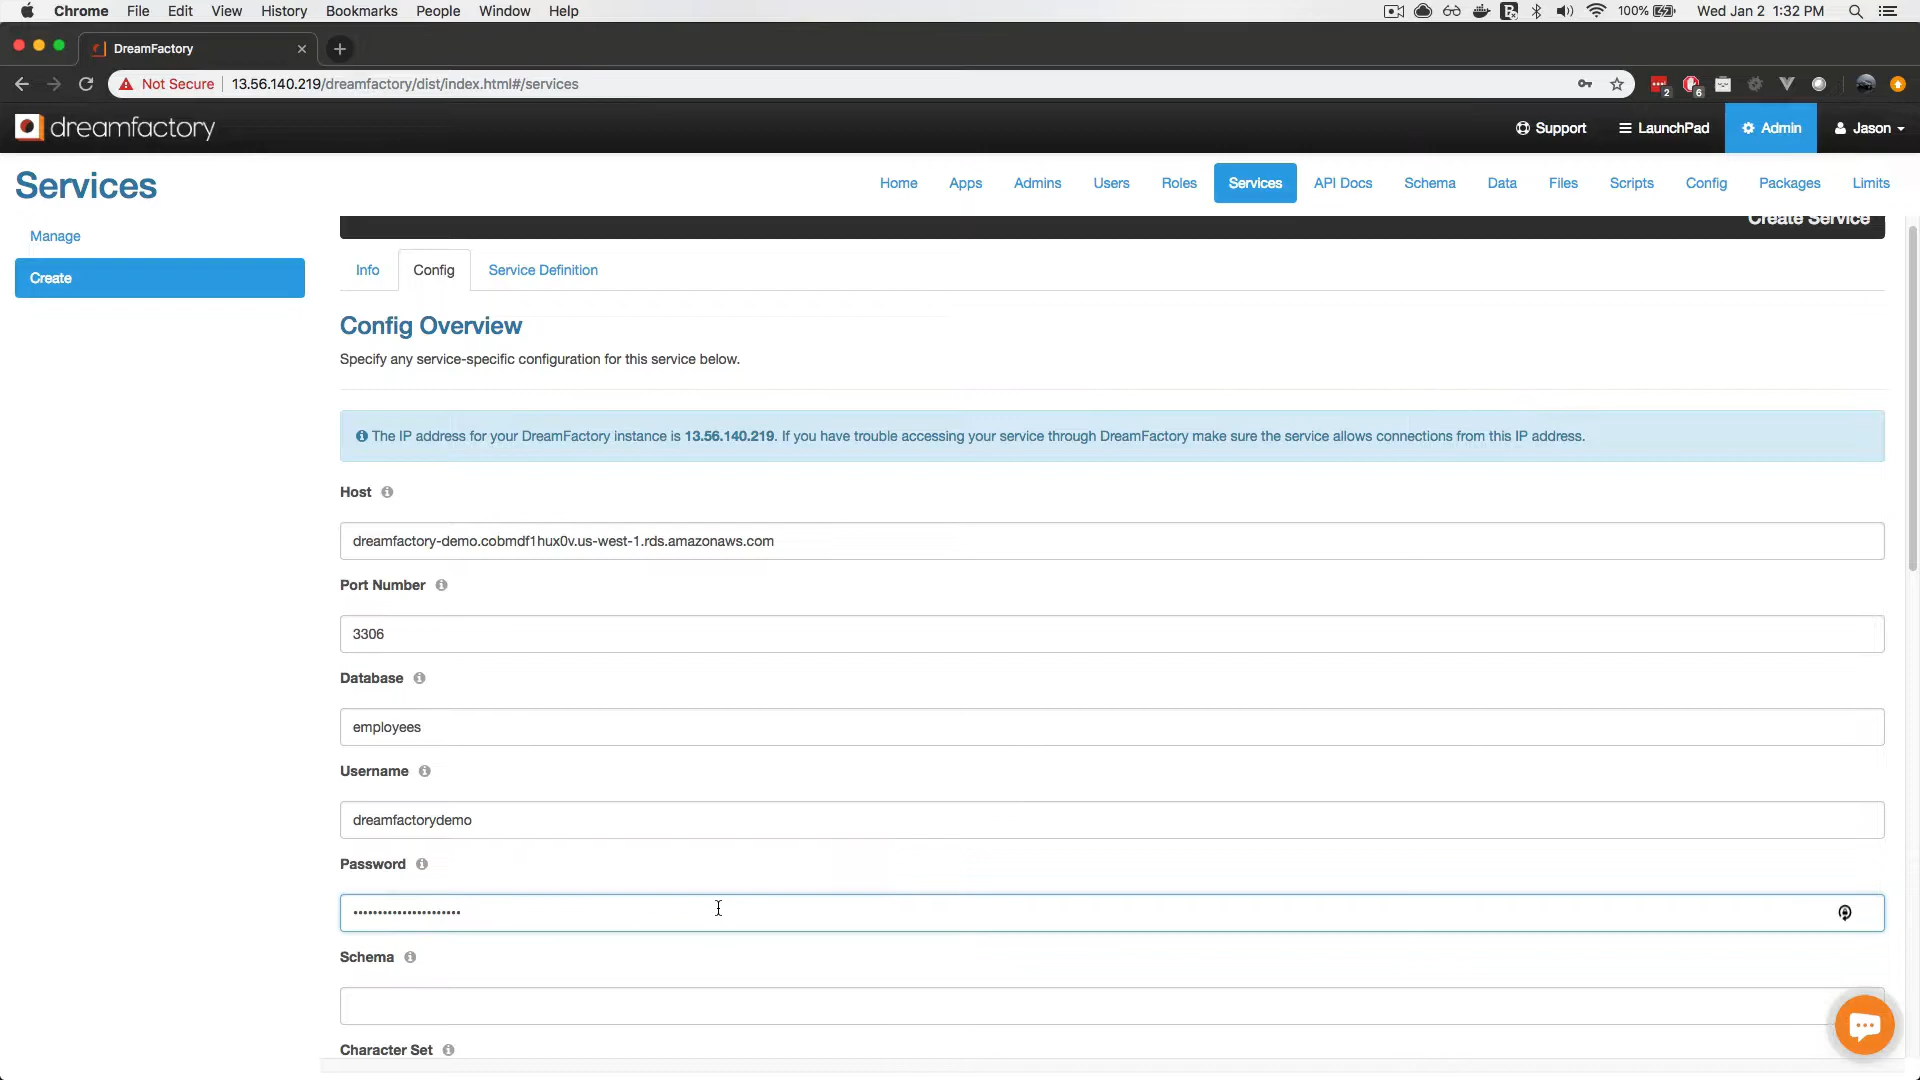 Chrome File Edit View History Bookmarks People Window Help 100% Wed Jan 2 1:32 PM
DreamFactory
Not Secure 13.56.140.219/dreamfactory/dist/index.html#/services 2 6
dreamfactory Support LaunchPad Admin Jason
Services Home Apps Admins Users Roles Services API Docs Schema Data Files Scripts Config Packages Limits
Create Service
Manage
Create
Info Config Service Definition
Config Overview
Specify any service-specific configuration for this service below.
The IP address for your DreamFactory instance is 13.56.140.219. If you have trouble accessing your service through DreamFactory make sure the service allows connections from this IP address.
Host
dreamfactory-demo.cobmdf1hux0v.us-west-1.rds.amazonaws.com
Port Number
3306
Database
employees
Username
dreamfactorydemo
Password
••••••••••••••••••••••
Schema
Character Set